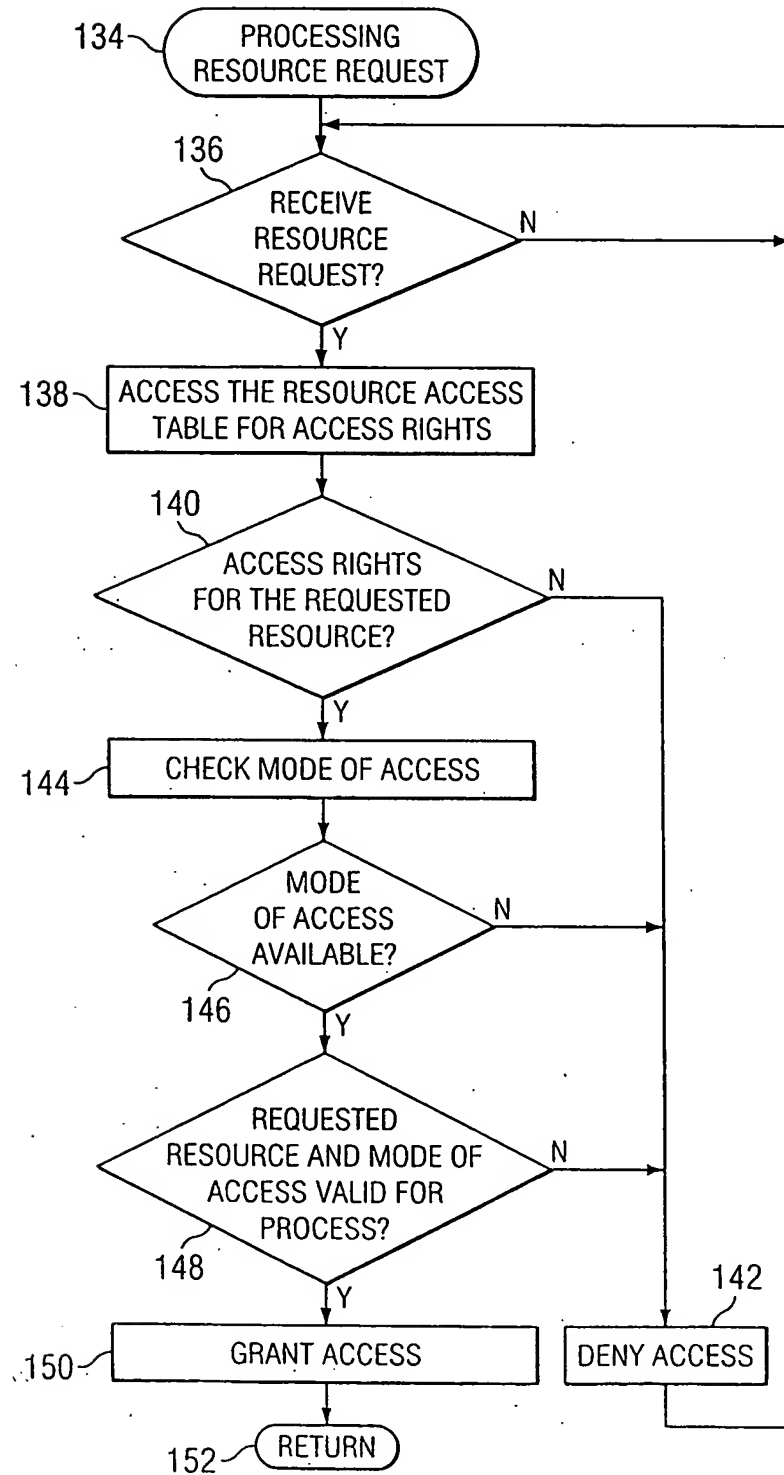 134
PROCESSING
RESOURCE REQUEST
136
RECEIVE
RESOURCE
REQUEST?
N
Y
138
ACCESS THE RESOURCE ACCESS
TABLE FOR ACCESS RIGHTS
140
ACCESS RIGHTS
FOR THE REQUESTED
RESOURCE?
N
Y
144
CHECK MODE OF ACCESS
MODE
OF ACCESS
AVAILABLE?
N
146
Y
REQUESTED
RESOURCE AND MODE OF
ACCESS VALID FOR
PROCESS?
N
148
Y
142
150
GRANT ACCESS
DENY ACCESS
152
RETURN